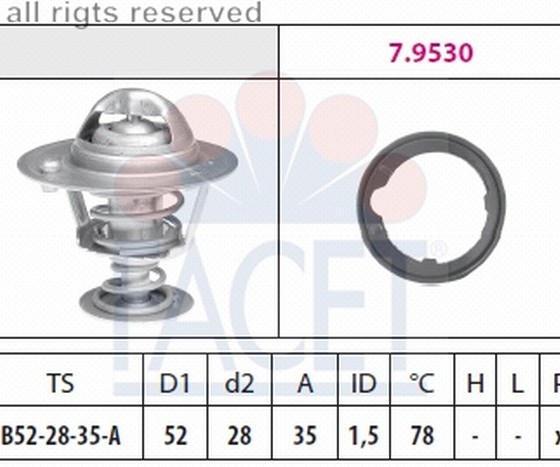 all rigts reserved
7.9530
FACET ®
TS D1 d2 A ID °C H L
B52-28-35-A 52 28 35 1,5 78 - -